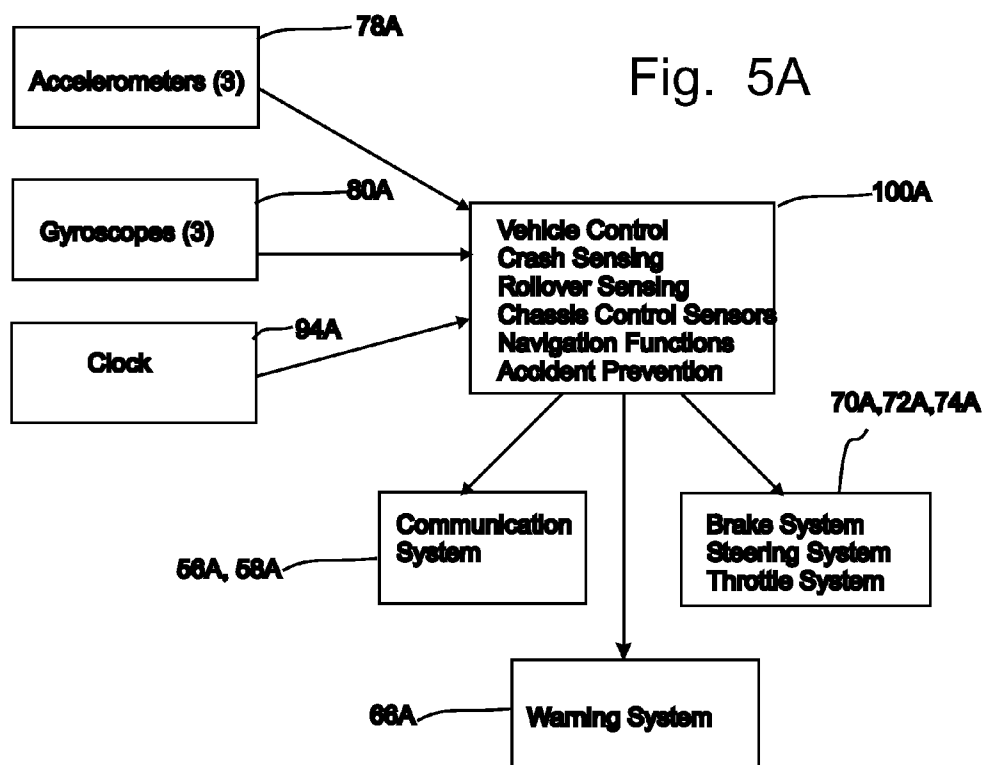 78A
Accelerometers (3)
Fig. 5A
80A
Gyroscopes (3)
100A
Vehicle Control
Crash Sensing
Rollover Sensing
Chassis Control Sensors
Navigation Functions
Accident Prevention
94A
Clock
70A,72A,74A
Communication
System
56A, 58A
Brake System
Steering System
Throttle System
66A
Warning System